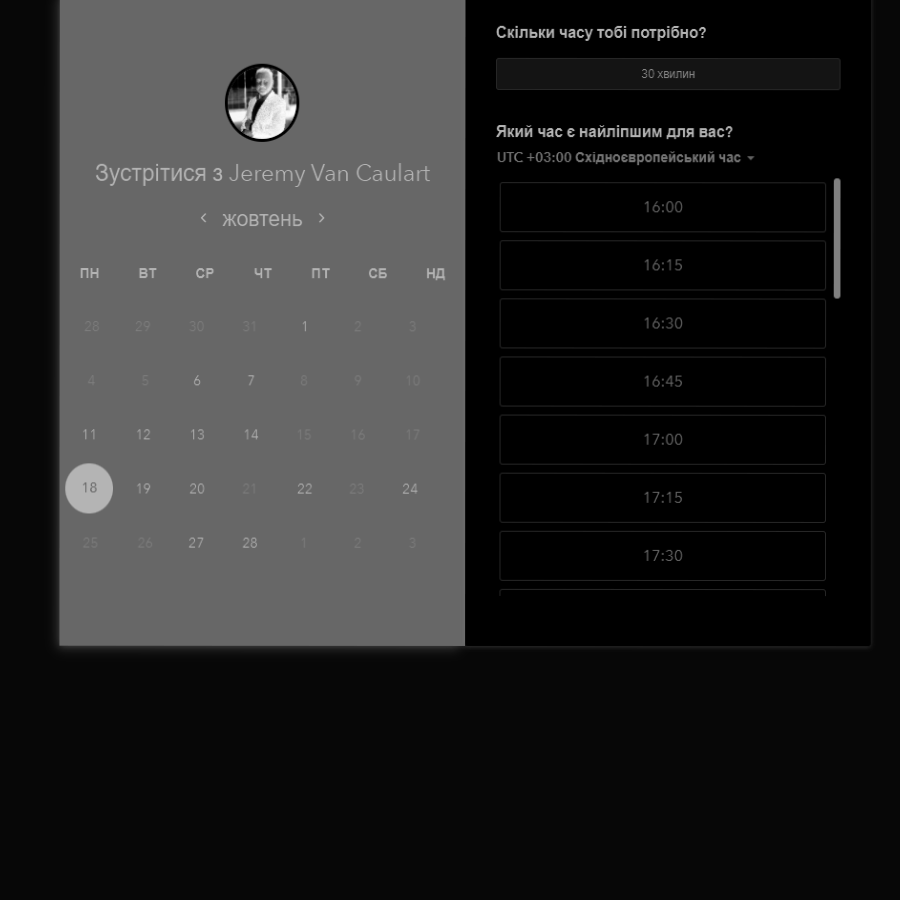 Зустрітися з Jeremy Van Caulart
жовтень
ПН ВТ СР ЧТ ПТ СБ НД
28 29 30 31 1 2 3
4 5 6 7 8 9 10
11 12 13 14 15 16 17
18 19 20 21 22 23 24
25 26 27 28 1 2 3
Скільки часу тобі потрібно?
30 хвилин
Який час є найліпшим для вас?
UTC +03:00 Східноєвропейський час
16:00
16:15
16:30
16:45
17:00
17:15
17:30